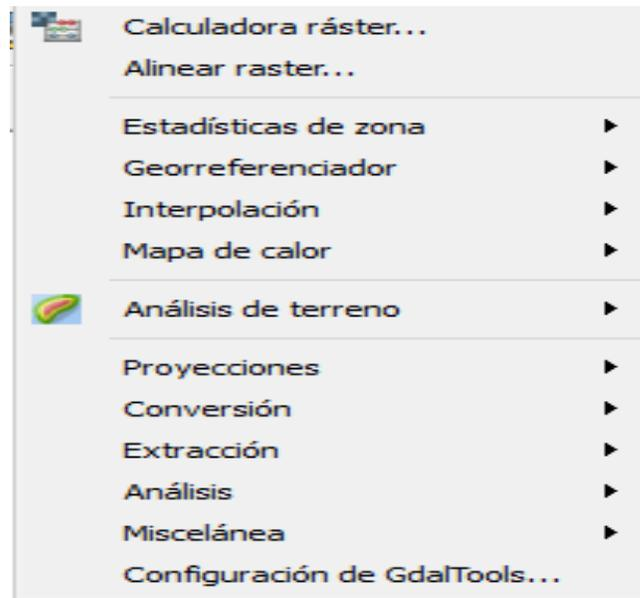 Calculadora ráster...
Alinear raster...
Estadísticas de zona
Georreferenciador
Interpolación
Mapa de calor
Análisis de terreno
Proyecciones
Conversión
Extracción
Análisis
Miscelánea
Configuración de GdalTools...